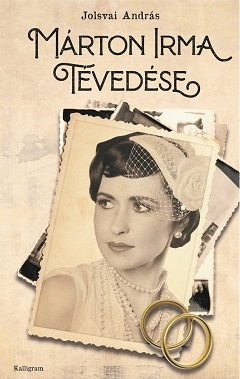 Jolsvai András
MÁRTON IRMA
TÉVEDÉSE
Kalligram